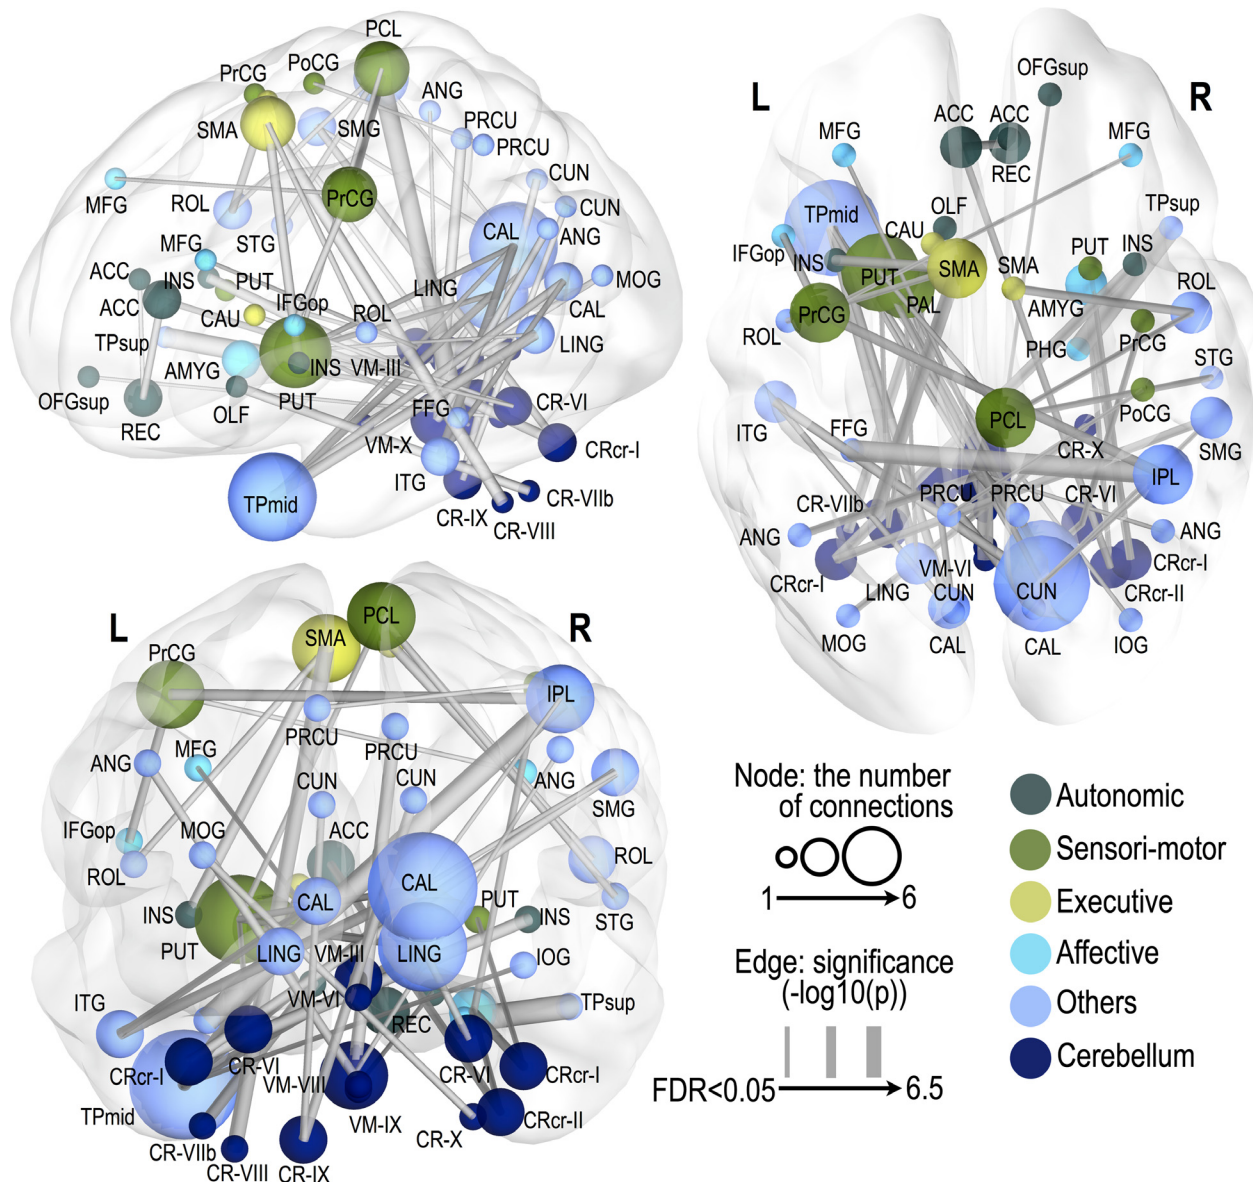 PCL
PrCG
PoCG
ANG
SMA
SMG
PRCU
PRCU
CUN
MFG
ROL
PrCG
CUN
STG
CAL
ANG
MFG
ACC
INS
PUT
LING
MOG
ACC
IFGop
CAL
CAU
ROL
TPsup
LING
AMYG
INS
VM-III
OFGsup
OLF
PUT
FFG
CR-VI
REC
VM-X
CRcr-I
ITG
TPmid
CR-IX
CR-VIIb
CR-VIII
L
R
OFGsup
ACC
ACC
MFG
MFG
REC
TPmid
OLF
TPsup
CAU
IFGop
INS
PUT
INS
SMA
SMA
PUT
ROL
PAL
AMYG
PrCG
ROL
PHG
PrCG
STG
PoCG
ITG
PCL
FFG
SMG
CR-X
IPL
CR-VIIb
PRCU
PRCU
CR-VI
ANG
ANG
CRcr-I
VM-VI
CRcr-I
LING
CUN
CUN
CRcr-II
MOG
CAL
CAL
IOG
L
R
PCL
SMA
PrCG
IPL
PRCU
PRCU
ANG
MFG
CUN
CUN
ANG
SMG
IFGop
MOG
ACC
ROL
ROL
CAL
CAL
INS
PUT
INS
STG
PUT
LING
VM-III
LING
IOG
ITG
VM-VI
REC
TPsup
CRcr-I
CR-VI
VM-VIII
CR-VI
CRcr-I
TPmid
VM-IX
CR-X
CRcr-II
CR-VIIb
CR-VIII
CR-IX
Node: the number
of connections
1
6
Edge: significance
(-log10(p))
FDR<0.05
6.5
Autonomic
Sensori-motor
Executive
Affective
Others
Cerebellum